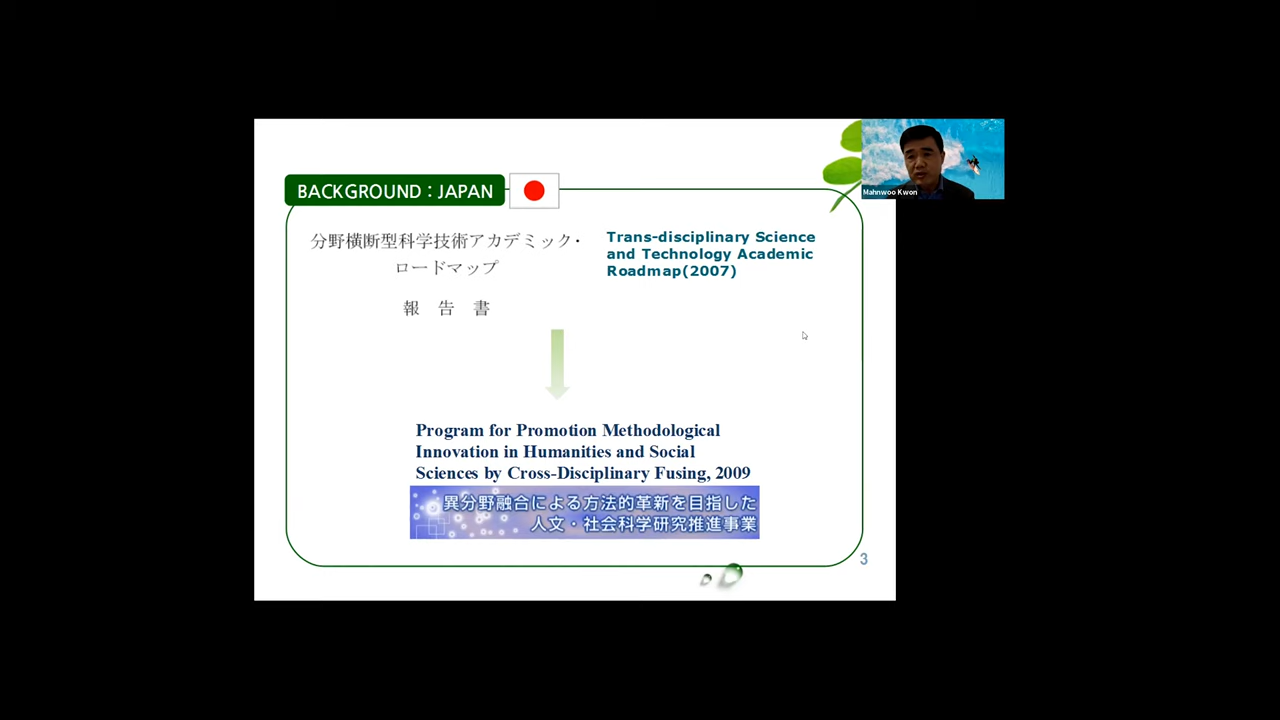 BACKGROUND : JAPAN
分野横断型科学技術アカデミック・
ロードマップ
報 告 書
Trans-disciplinary Science
and Technology Academic
Roadmap(2007)
Program for Promotion Methodological
Innovation in Humanities and Social
Sciences by Cross-Disciplinary Fusing, 2009
異分野融合による方法的革新を目指した
人文・社会科学研究推進事業
3
Mahnwoo Kwon